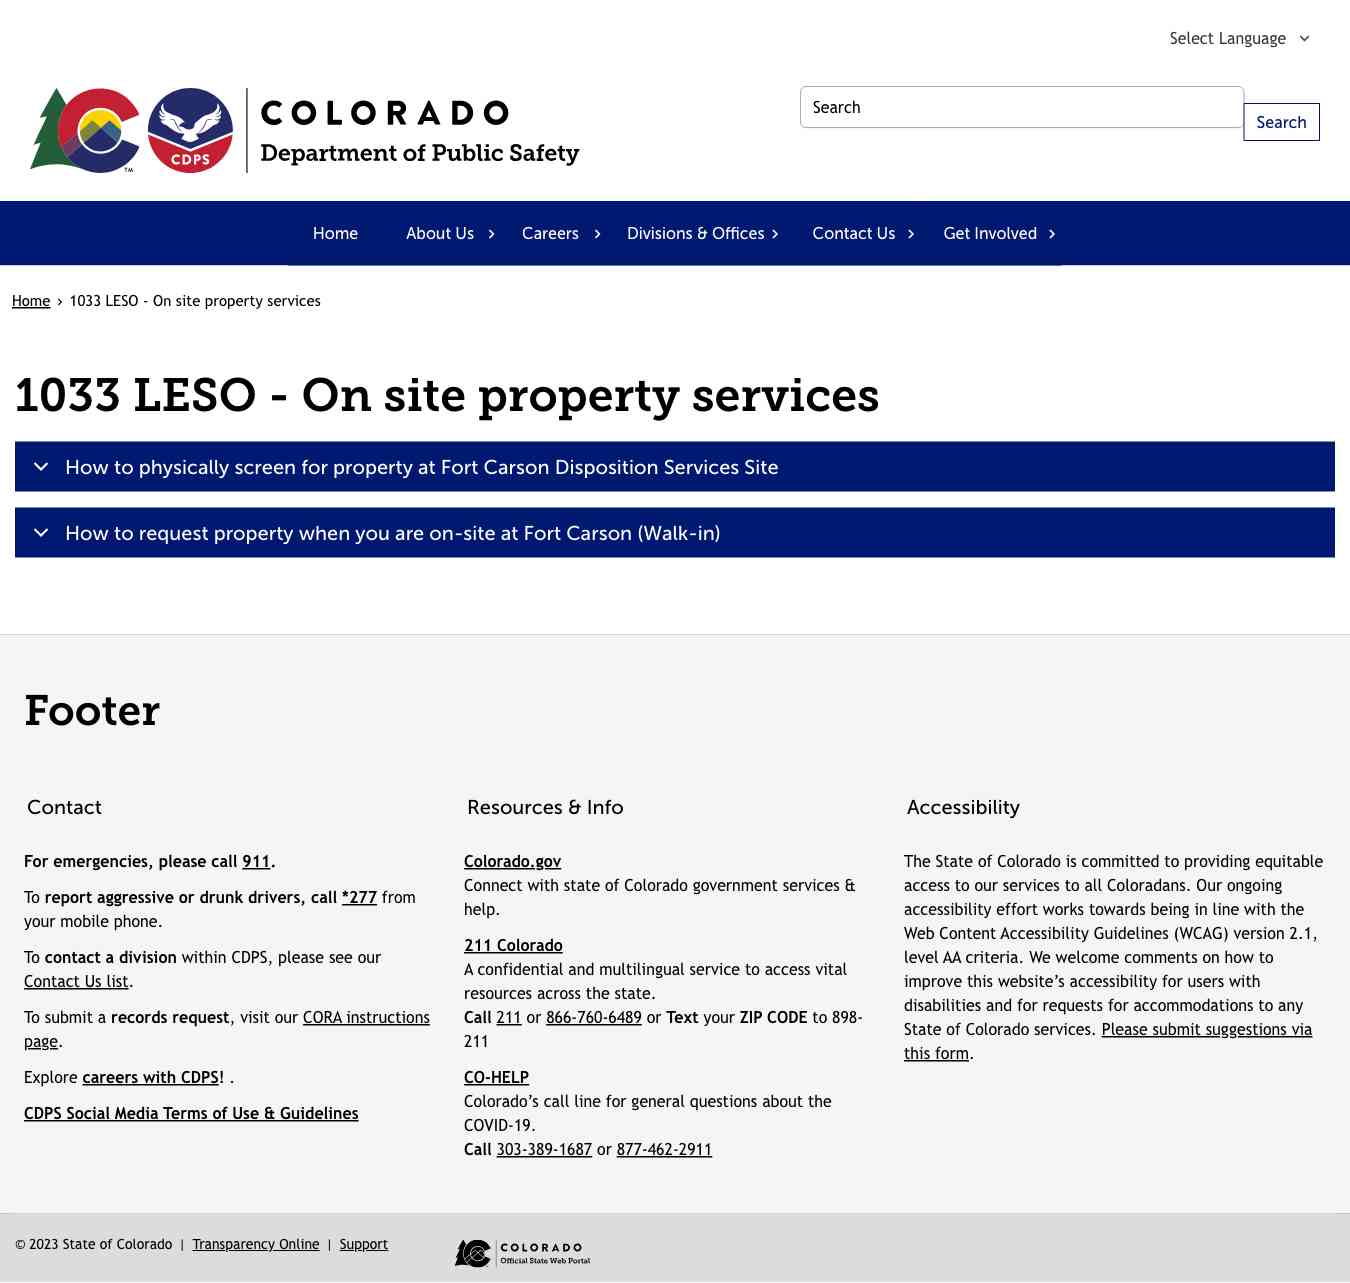 Select Language
CDPS
TM
COLORADO
Department of Public Safety
Search
Search
Home
About Us
Careers
Divisions & Offices
Contact Us
Get Involved
Home › 1033 LESO - On site property services
1033 LESO - On site property services
How to physically screen for property at Fort Carson Disposition Services Site
How to request property when you are on-site at Fort Carson (Walk-in)
Footer
Contact
For emergencies, please call 911.
To report aggressive or drunk drivers, call *277 from
your mobile phone.
To contact a division within CDPS, please see our
Contact Us list.
To submit a records request, visit our CORA instructions
page.
Explore careers with CDPS! .
CDPS Social Media Terms of Use & Guidelines
Resources & Info
Colorado.gov
Connect with state of Colorado government services &
help.
211 Colorado
A confidential and multilingual service to access vital
resources across the state.
Call 211 or 866-760-6489 or Text your ZIP CODE to 898-
211
CO-HELP
Colorado’s call line for general questions about the
COVID-19.
Call 303-389-1687 or 877-462-2911
Accessibility
The State of Colorado is committed to providing equitable
access to our services to all Coloradans. Our ongoing
accessibility effort works towards being in line with the
Web Content Accessibility Guidelines (WCAG) version 2.1,
level AA criteria. We welcome comments on how to
improve this website’s accessibility for users with
disabilities and for requests for accommodations to any
State of Colorado services. Please submit suggestions via
this form.
© 2023 State of Colorado | Transparency Online | Support
COLORADO
Official State Web Portal